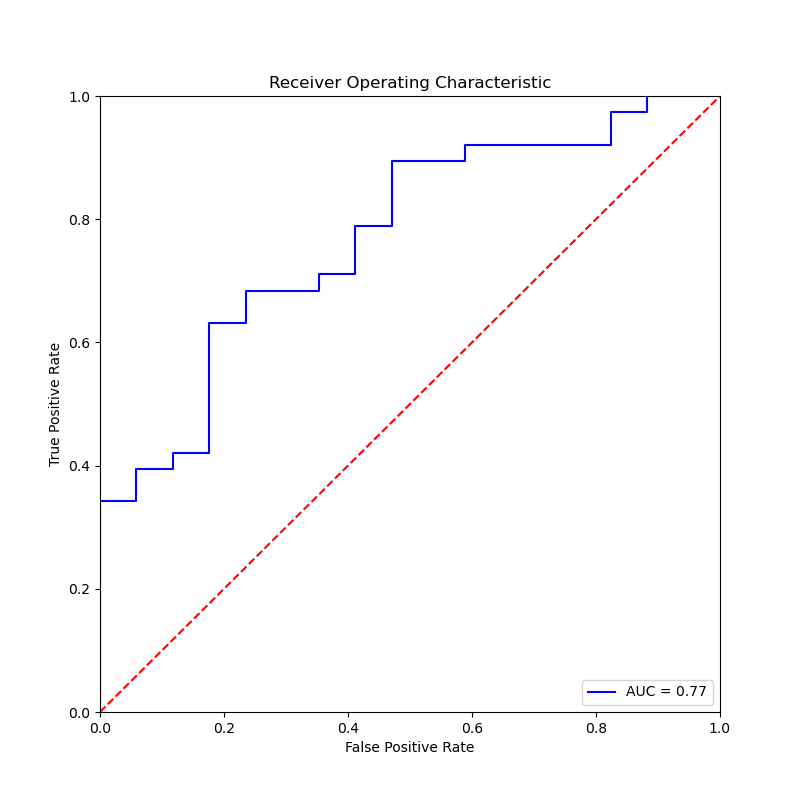 Receiver Operating Characteristic
1.0
0.8
0.6
0.4
0.2
0.0
True Positive Rate
AUC = 0.77
0.0 0.2 0.4 0.6 0.8 1.0
False Positive Rate